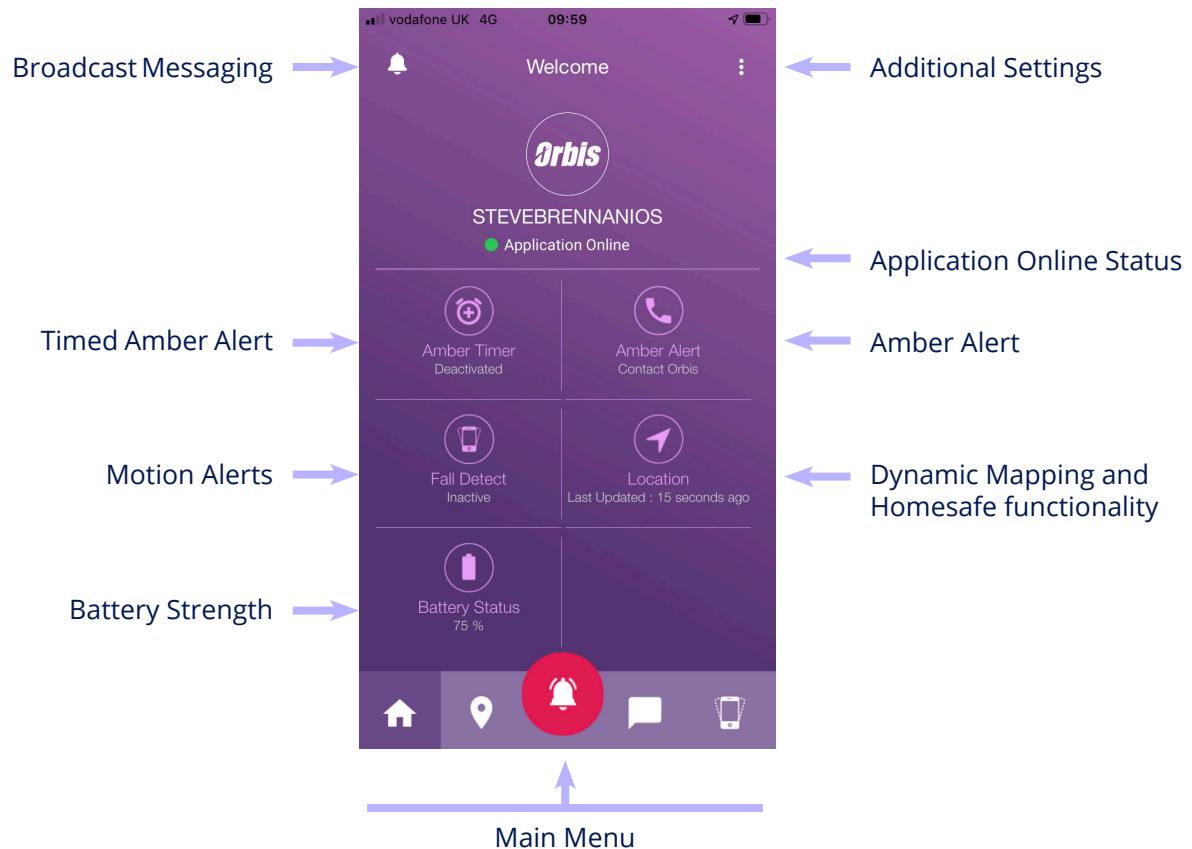 vodafone UK 4G 09:59
Broadcast Messaging
Welcome
Additional Settings
Orbis
STEVEBRENNANIOS
Application Online
Application Online Status
Timed Amber Alert
Amber Timer
Deactivated
Amber Alert
Contact Orbis
Amber Alert
Motion Alerts
Fall Detect
Inactive
Location
Last Updated : 15 seconds ago
Dynamic Mapping and
Homesafe functionality
Battery Strength
Battery Status
75 %
Main Menu